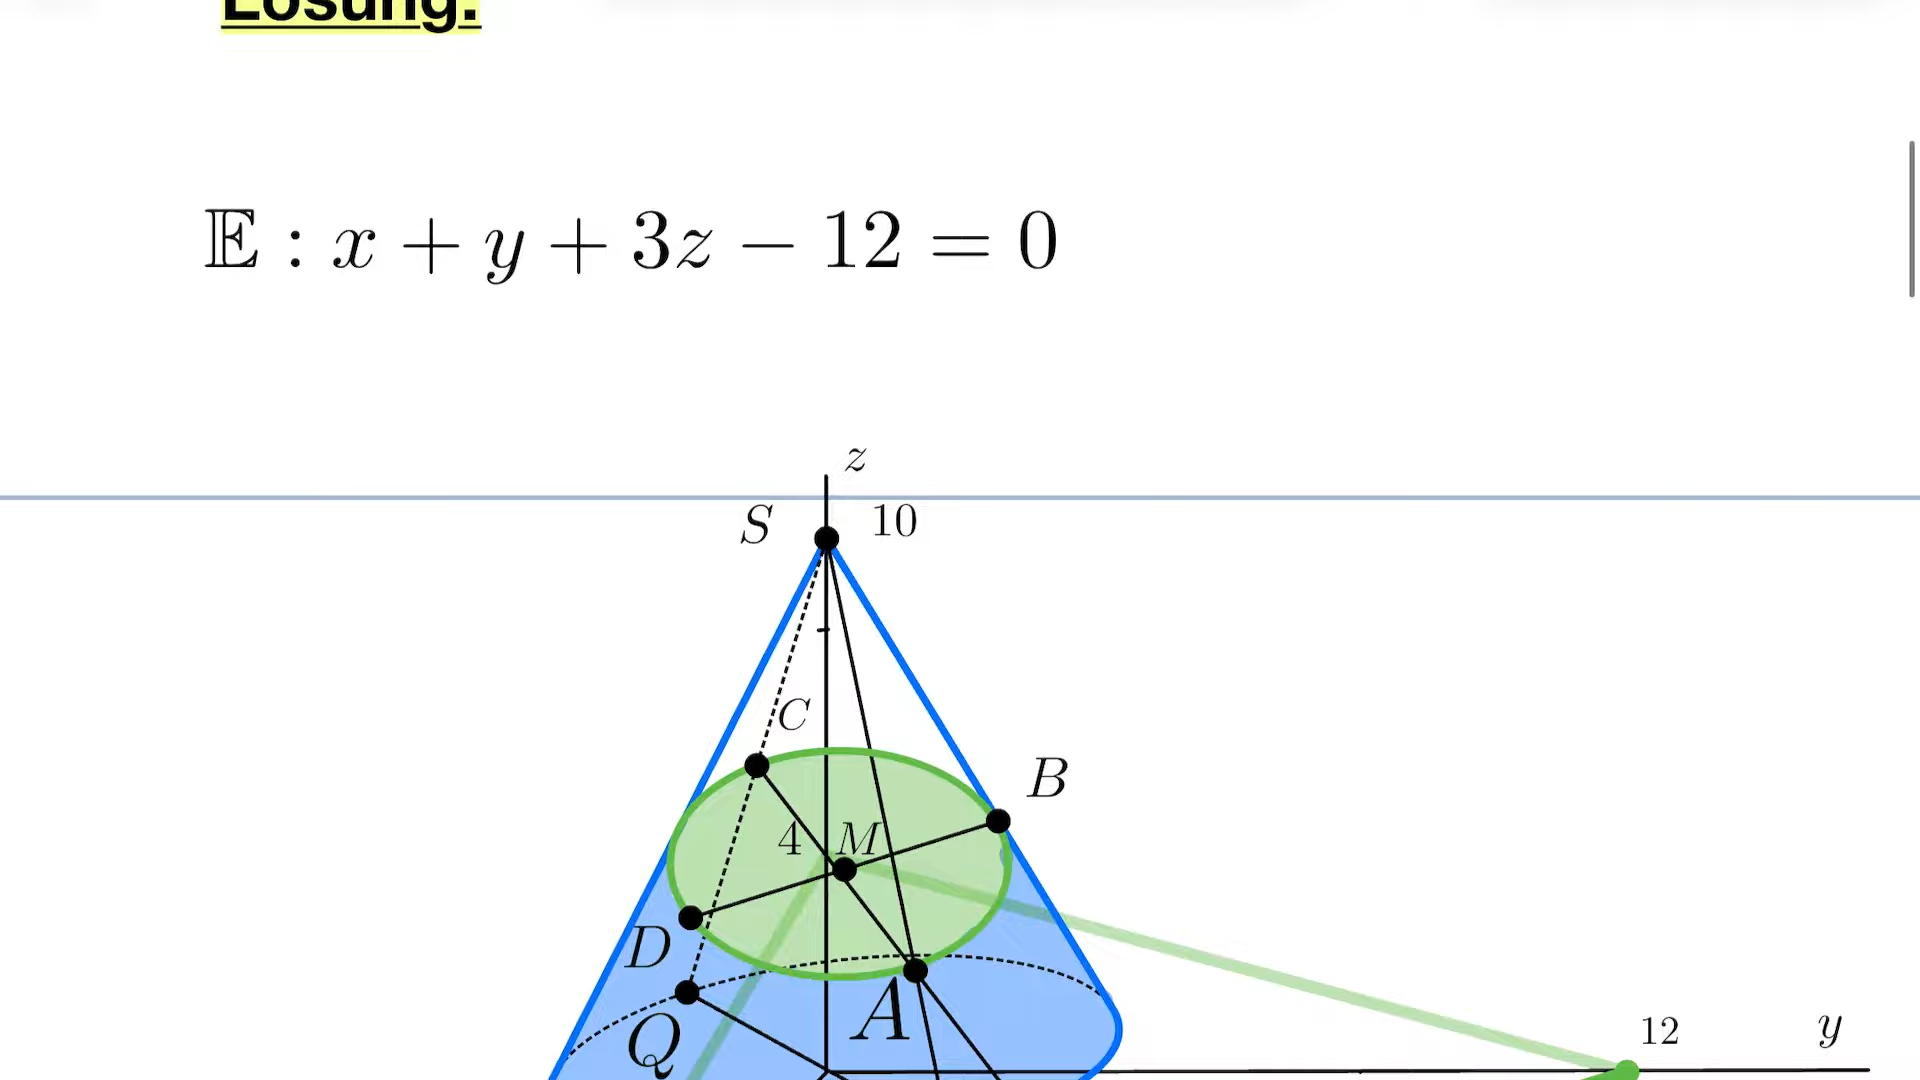 Lösung:
𝔼 : x + y + 3z − 12 = 0
z
S 10
C
B
4 M
D
A
Q
12 y